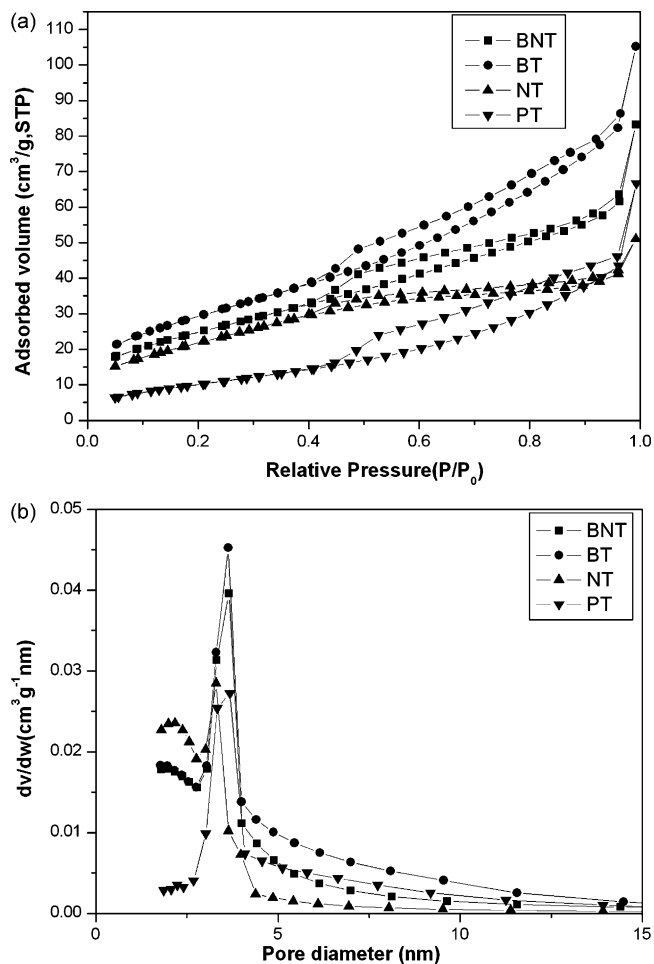 (a)
115
110
100
90
80
70
60
50
40
30
20
10
0
Adsorbed volume (cm³/g,STP)
BNT
BT
NT
PT
0.0 0.2 0.4 0.6 0.8 1.0
Relative Pressure(P/P₀)
(b)
0.05
0.04
0.03
0.02
0.01
0.00
dv/dw(cm³g⁻¹nm)
BNT
BT
NT
PT
0 5 10 15
Pore diameter (nm)